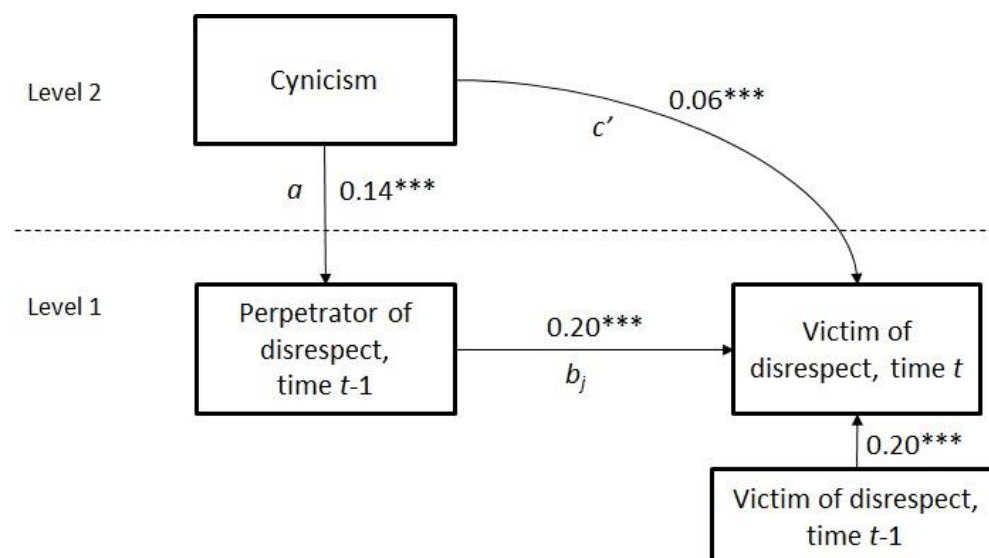 Level 2
Cynicism
0.06***
c’
a
0.14***
Level 1
Perpetrator of
disrespect,
time t-1
0.20***
bj
Victim of
disrespect, time t
0.20***
Victim of disrespect,
time t-1